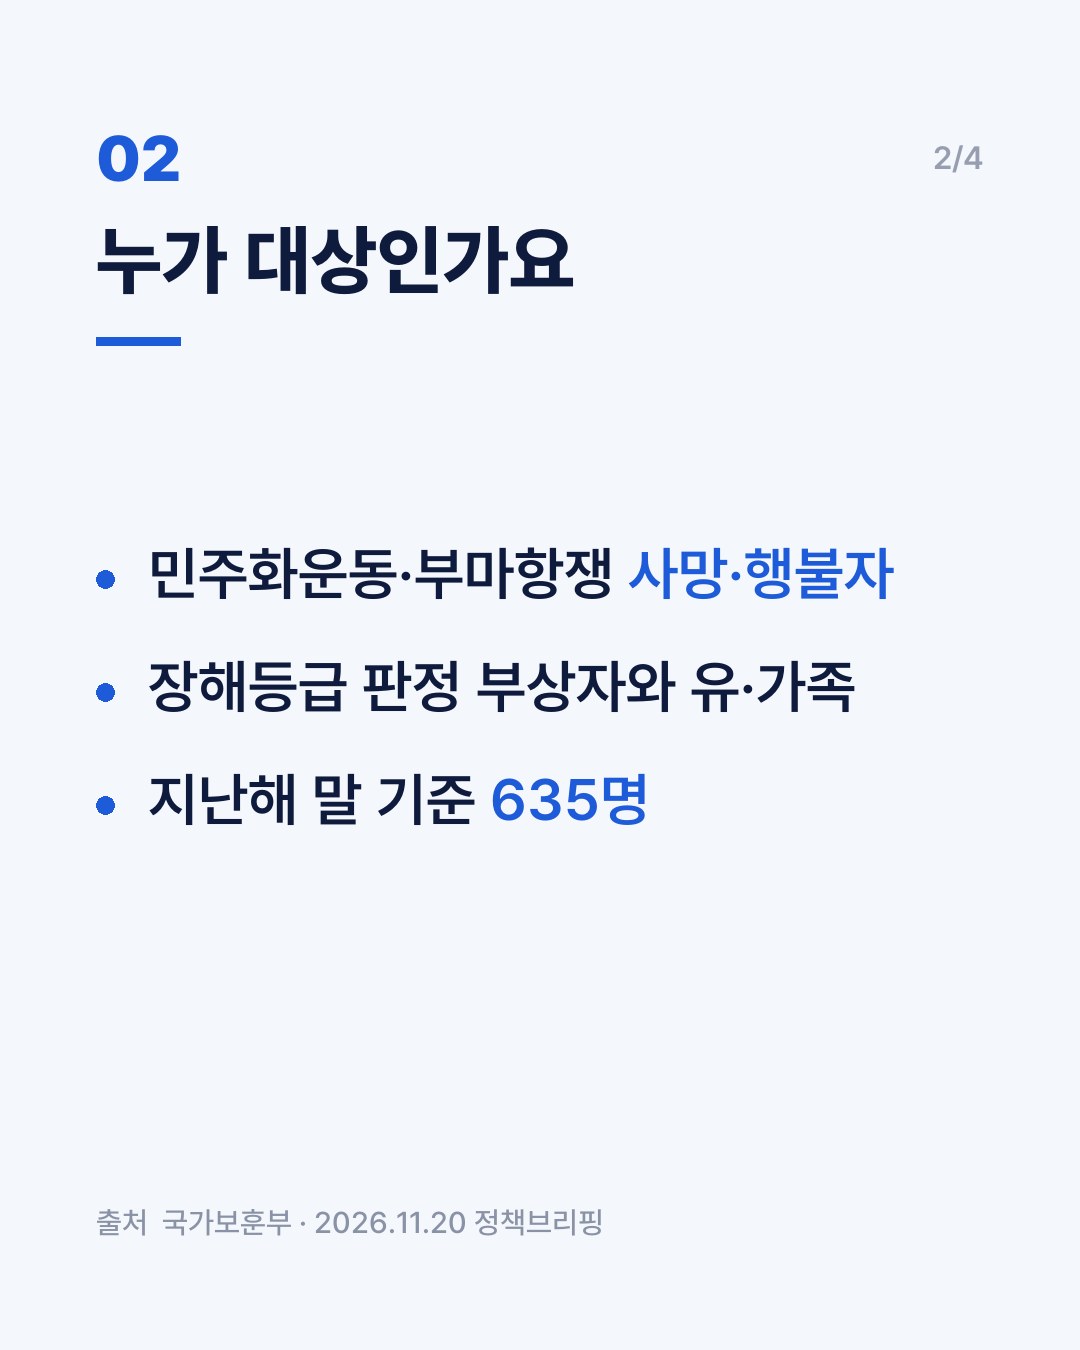 02
2/4
누가 대상인가요
민주화운동·부마항쟁 사망·행불자
장해등급 판정 부상자와 유·가족
지난해 말 기준 635명
출처 국가보훈부 · 2026.11.20 정책브리핑